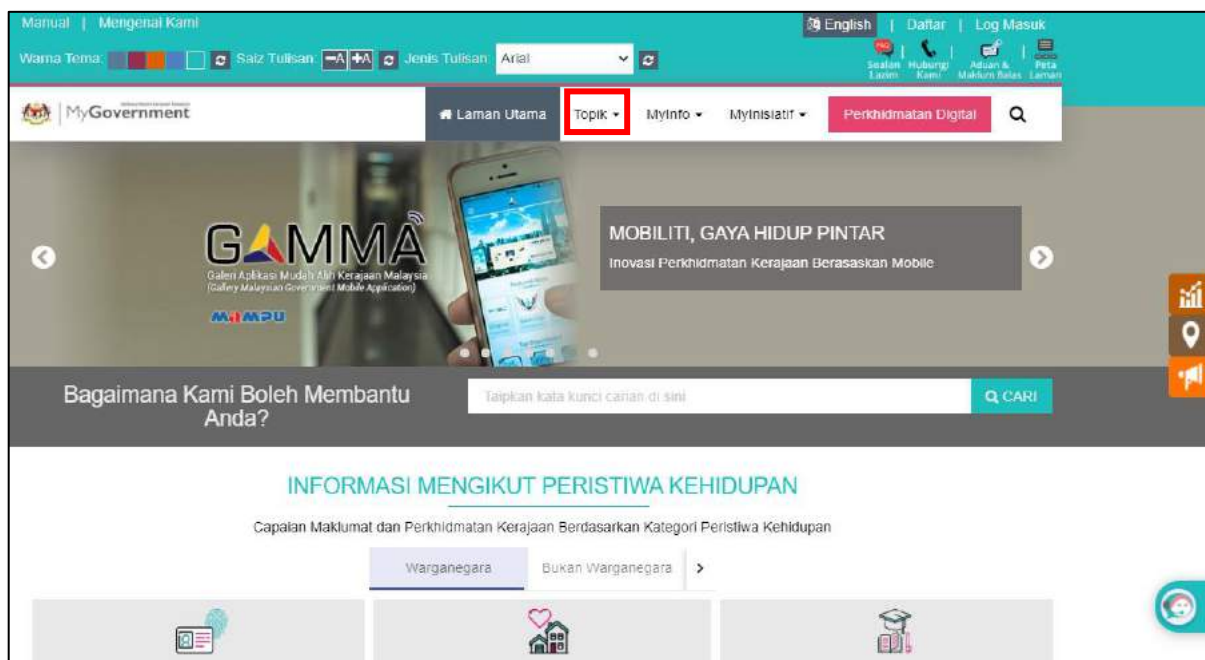 Manual | Mengenai Kami
English | Daftar | Log Masuk
Warna Tema: Saiz Tulisan: -A +A Jenis Tulisan: Arial
Soalan Lazim | Hubungi Kami | Aduan & Maklum Balas | Peta Laman
MyGovernment
Laman Utama Topik MyInfo MyInisiatif Perkhidmatan Digital
GAMMA
Galeri Aplikasi Mudah Alih Kerajaan Malaysia
(Gallery Malaysian Government Mobile Application)
MAMPU
MOBILITI, GAYA HIDUP PINTAR
Inovasi Perkhidmatan Kerajaan Berasaskan Mobile
Bagaimana Kami Boleh Membantu
Anda?
Taipkan kata kunci carian di sini
CARI
INFORMASI MENGIKUT PERISTIWA KEHIDUPAN
Capaian Maklumat dan Perkhidmatan Kerajaan Berdasarkan Kategori Peristiwa Kehidupan
Warganegara Bukan Warganegara